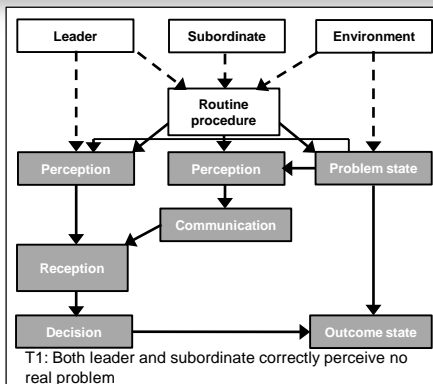 Leader
Subordinate
Environment
Routine
procedure
Perception
Perception
Problem state
Communication
Reception
Decision
Outcome state
T1: Both leader and subordinate correctly perceive no
real problem